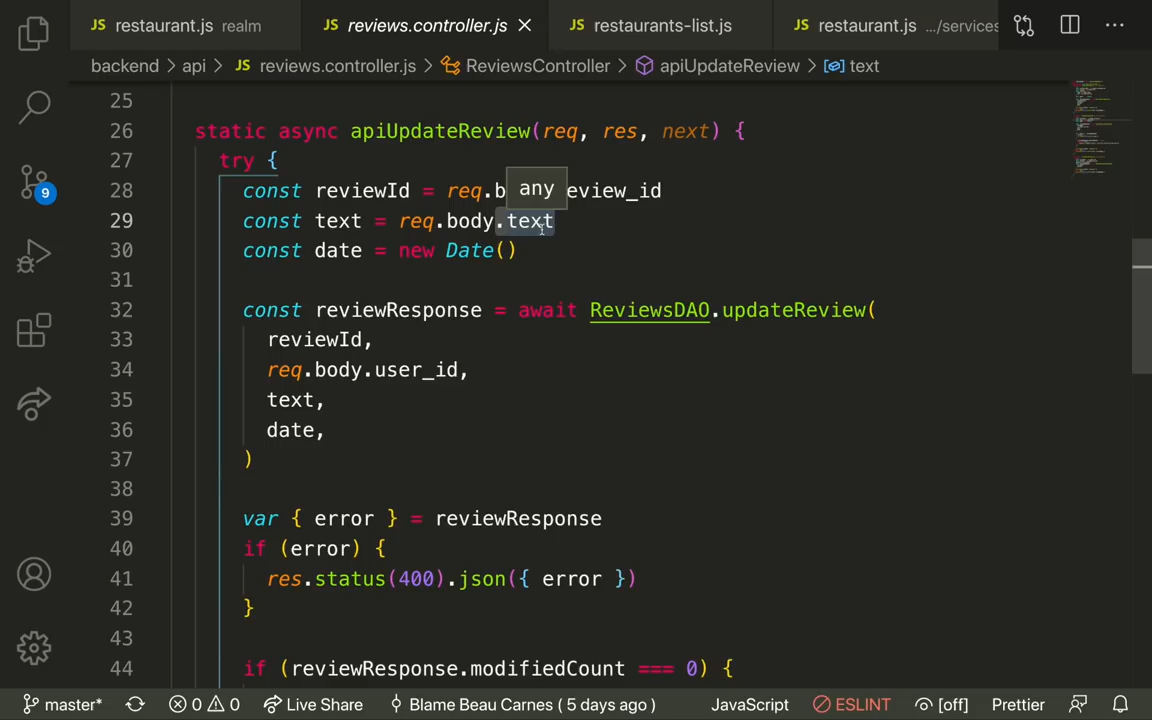 JS restaurant.js realm JS reviews.controller.js JS restaurants-list.js JS restaurant.js .../services
backend > api > JS reviews.controller.js > ReviewsController > apiUpdateReview > text
25
26 static async apiUpdateReview(req, res, next) {
27 try {
28 const reviewId = req.b any eview_id
29 const text = req.body.text
30 const date = new Date()
31
32 const reviewResponse = await ReviewsDAO.updateReview(
33 reviewId,
34 req.body.user_id,
35 text,
36 date,
37 )
38
39 var { error } = reviewResponse
40 if (error) {
41 res.status(400).json({ error })
42 }
43
44 if (reviewResponse.modifiedCount === 0) {
9
master* 0 0 Live Share Blame Beau Carnes ( 5 days ago ) JavaScript ESLINT [off] Prettier